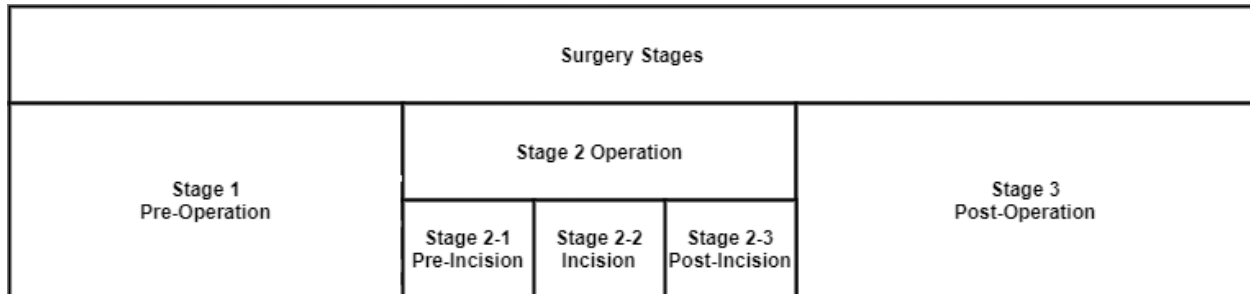 Surgery Stages
Stage 1
Pre-Operation
Stage 2 Operation
Stage 2-1
Pre-Incision
Stage 2-2
Incision
Stage 2-3
Post-Incision
Stage 3
Post-Operation